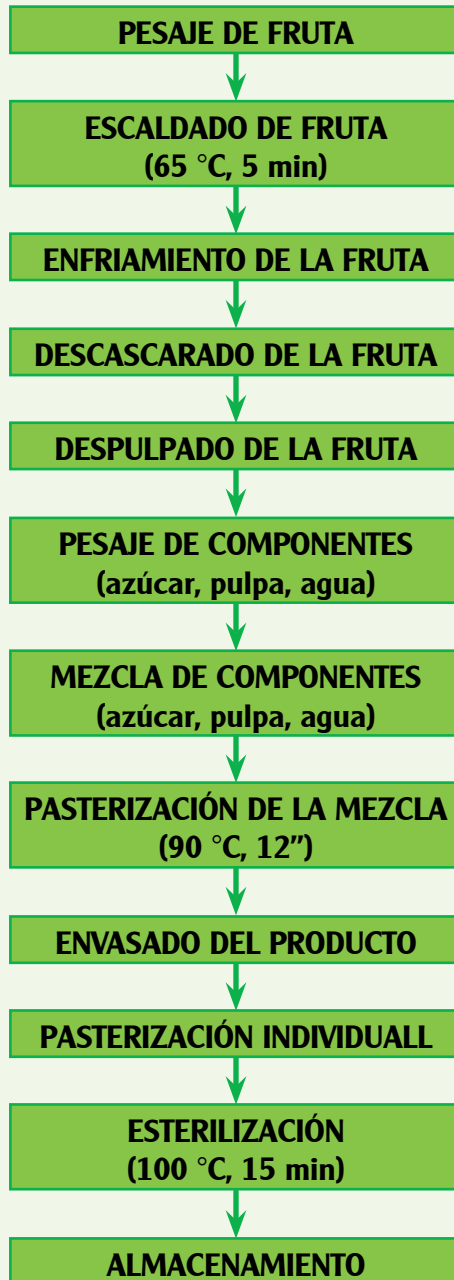 PESAJE DE FRUTA
ESCALDADO DE FRUTA
(65 °C, 5 min)
ENFRIAMIENTO DE LA FRUTA
DESCASCARADO DE LA FRUTA
DESPULPADO DE LA FRUTA
PESAJE DE COMPONENTES
(azúcar, pulpa, agua)
MEZCLA DE COMPONENTES
(azúcar, pulpa, agua)
PASTERIZACIÓN DE LA MEZCLA
(90 °C, 12”)
ENVASADO DEL PRODUCTO
PASTERIZACIÓN INDIVIDUALL
ESTERILIZACIÓN
(100 °C, 15 min)
ALMACENAMIENTO